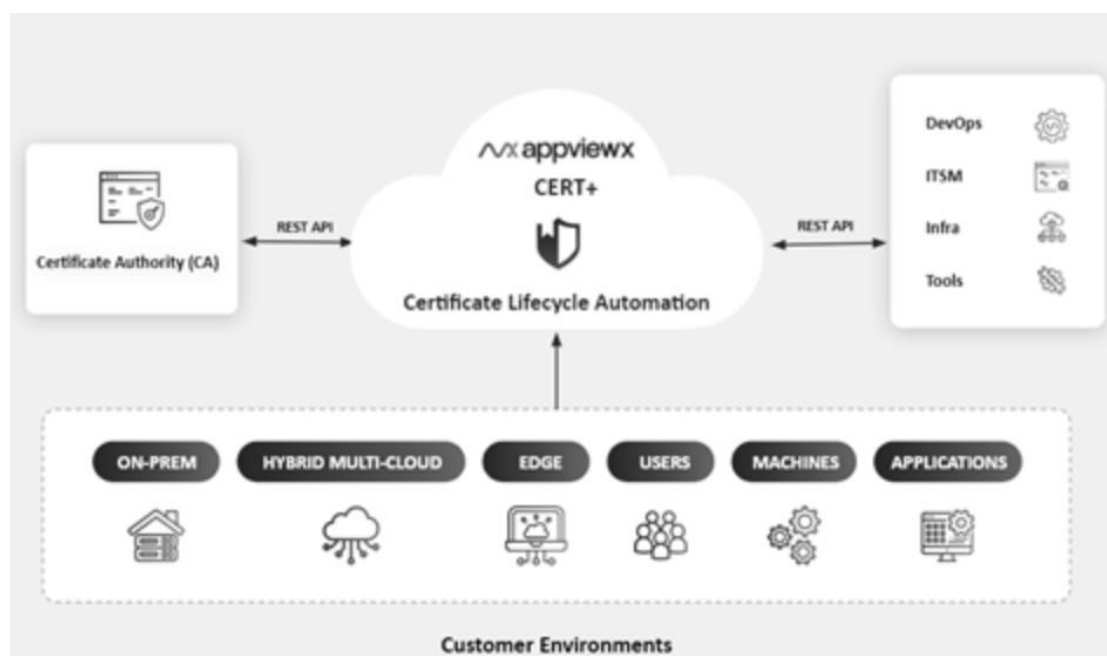 appviewx
CERT+
Certificate Lifecycle Automation
Certificate Authority (CA)
REST API
REST API
DevOps
ITSM
Infra
Tools
ON-PREM
HYBRID MULTI-CLOUD
EDGE
USERS
MACHINES
APPLICATIONS
Customer Environments